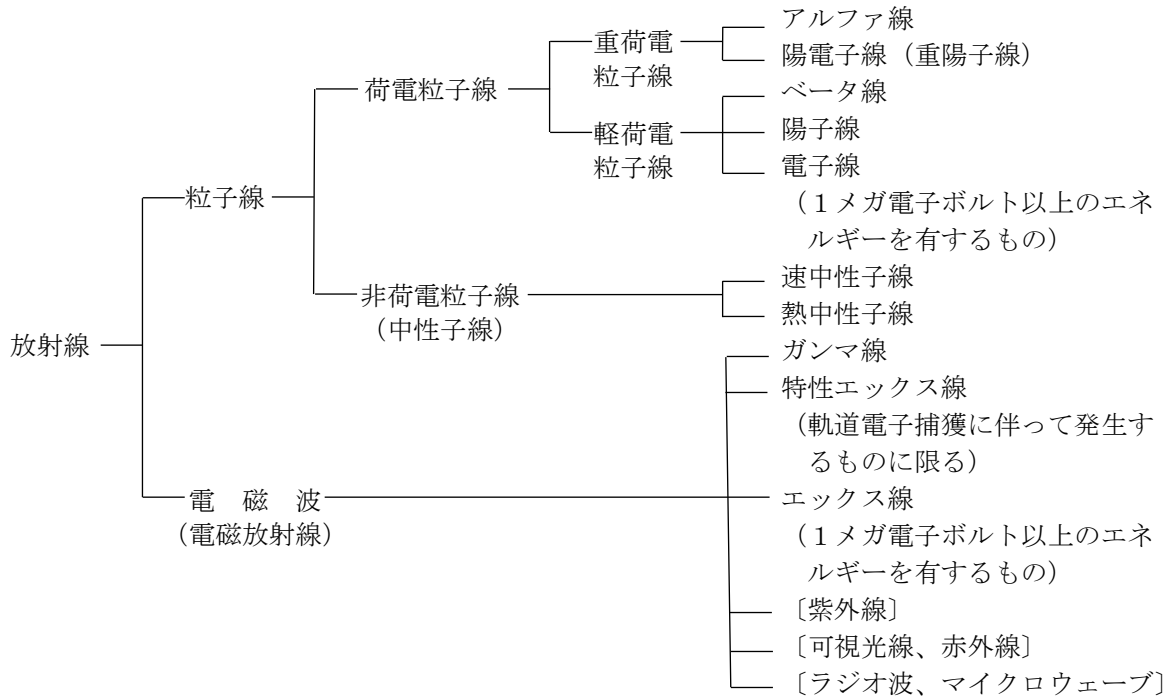 放射線
粒子線
荷電粒子線
重荷電
粒子線
アルファ線
陽電子線（重陽子線）
軽荷電
粒子線
ベータ線
陽子線
電子線
（１メガ電子ボルト以上のエネ
ルギーを有するもの）
非荷電粒子線
（中性子線）
速中性子線
熱中性子線
電　磁　波
（電磁放射線）
ガンマ線
特性エックス線
（軌道電子捕獲に伴って発生す
るものに限る）
エックス線
（１メガ電子ボルト以上のエネ
ルギーを有するもの）
〔紫外線〕
〔可視光線、赤外線〕
〔ラジオ波、マイクロウェーブ〕